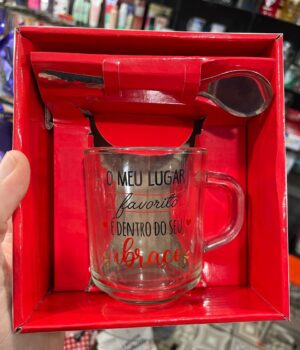 O MEU LUGAR
favorito
É DENTRO DO SEU
abraço